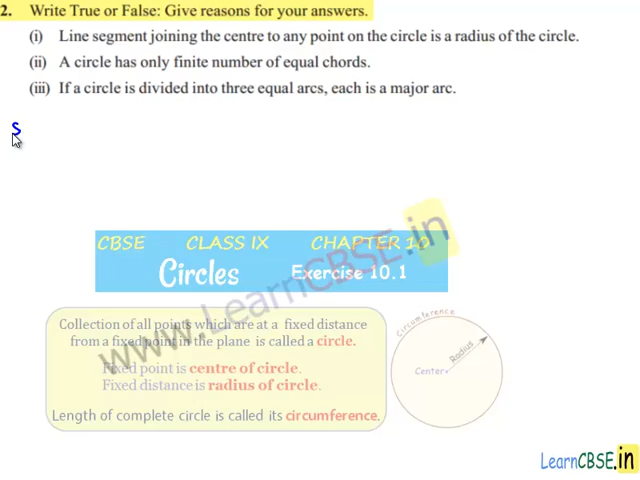 2. Write True or False: Give reasons for your answers.
(i) Line segment joining the centre to any point on the circle is a radius of the circle.
(ii) A circle has only finite number of equal chords.
(iii) If a circle is divided into three equal arcs, each is a major arc.
S
www.LearnCBSE.in
CBSE CLASS IX CHAPTER 10
Circles Exercise 10.1
Collection of all points which are at a fixed distance
from a fixed point in the plane is called a circle.
Fixed point is centre of circle.
Fixed distance is radius of circle.
Length of complete circle is called its circumference.
Circumference
Radius
Center
LearnCBSE.in